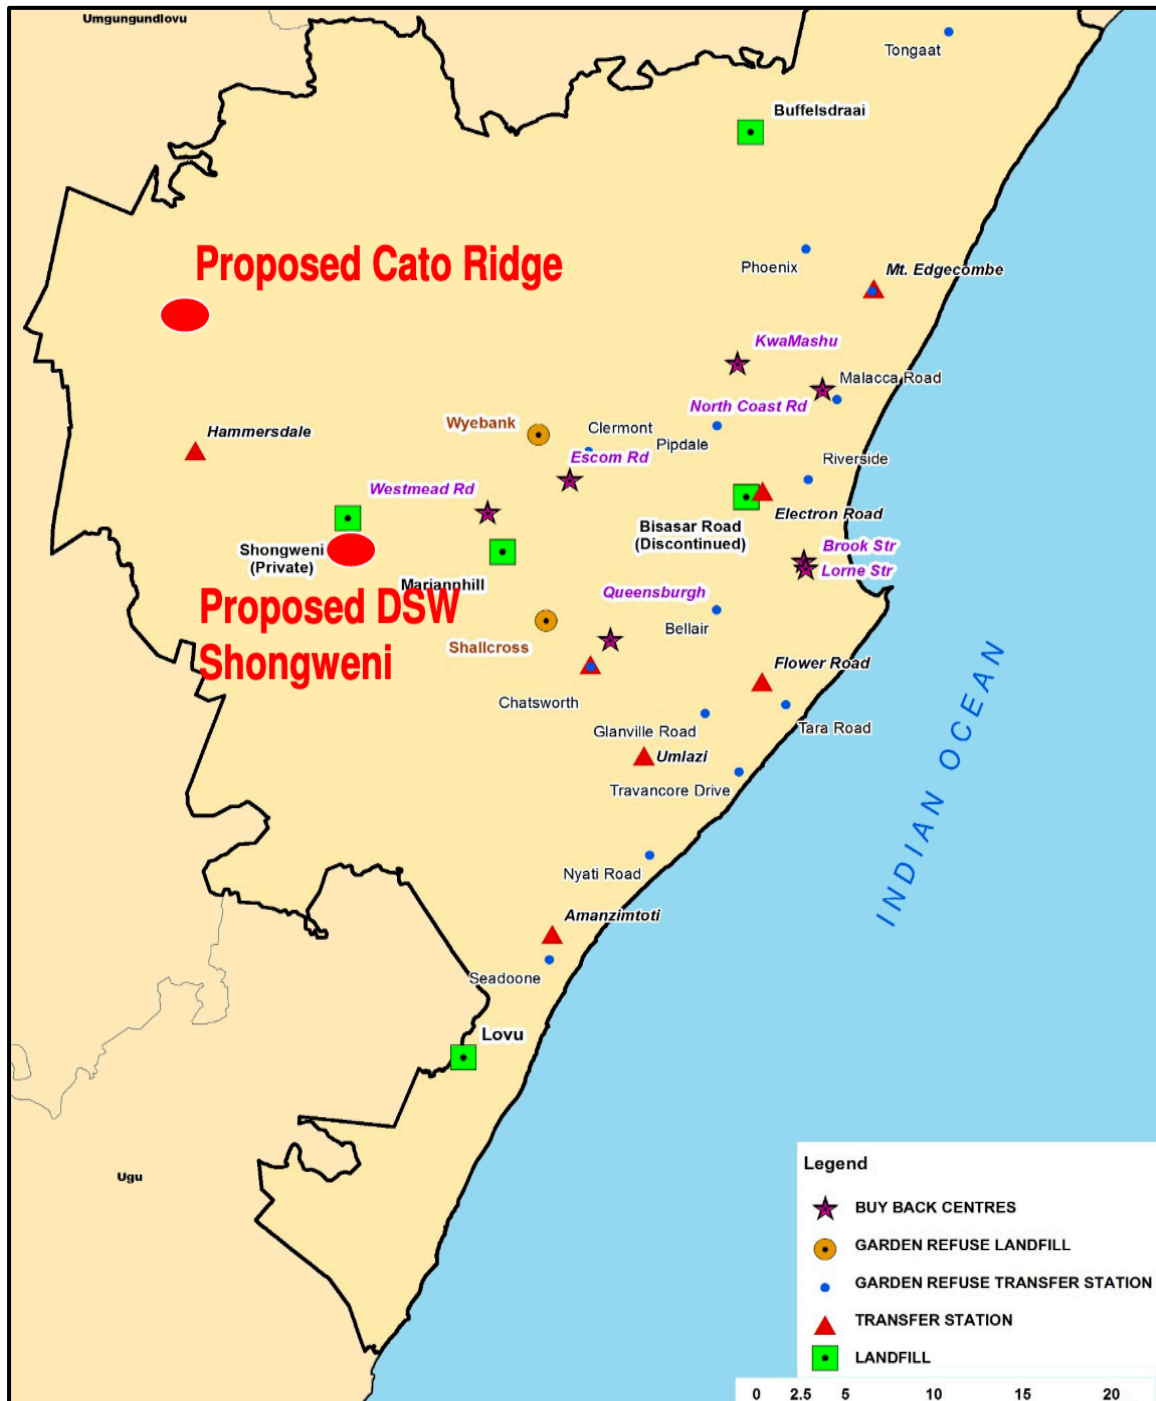 Umgungundlovu
Tongaat
Buffelsdraai
Proposed Cato Ridge
Phoenix
Mt. Edgecombe
KwaMashu
Malacca Road
North Coast Rd
Wyebank
Clermont
Pipdale
Hammersdale
Escom Rd
Riverside
Westmead Rd
Electron Road
Bisasar Road
(Discontinued)
Shongweni
(Private)
Brook Str
Lorne Str
Mariannhill
Queensburgh
Proposed DSW
Shongweni
Bellair
Shallcross
Flower Road
Chatsworth
Glanville Road
Tara Road
Umlazi
Travancore Drive
INDIAN OCEAN
Nyati Road
Amanzimtoti
Seadoone
Lovu
Ugu
Legend
BUY BACK CENTRES
GARDEN REFUSE LANDFILL
GARDEN REFUSE TRANSFER STATION
TRANSFER STATION
LANDFILL
0 2.5 5 10 15 20